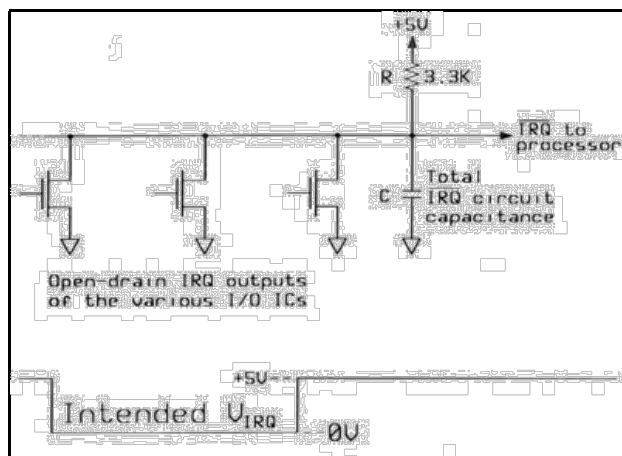 +5V
R 3.3K
IRQ to
processor
C
Total
IRQ circuit
capacitance
Open-drain IRQ outputs
of the various I/O ICs
+5V--
Intended VIRQ
0V